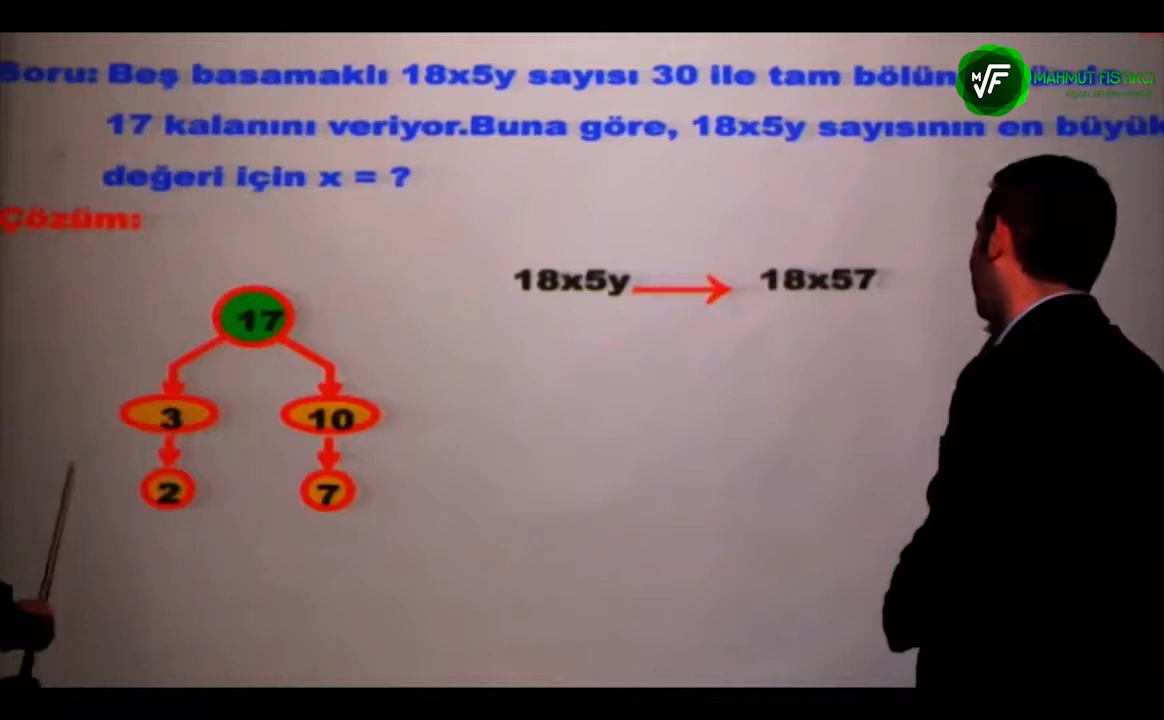 Soru: Beş basamaklı 18x5y sayısı 30 ile tam bölün
17 kalanını veriyor.Buna göre, 18x5y sayısının en büyük
değeri için x = ?
Çözüm:
18x5y 18x57
17
3 10
2 7
MVF
MAHMUT FISTIKCI